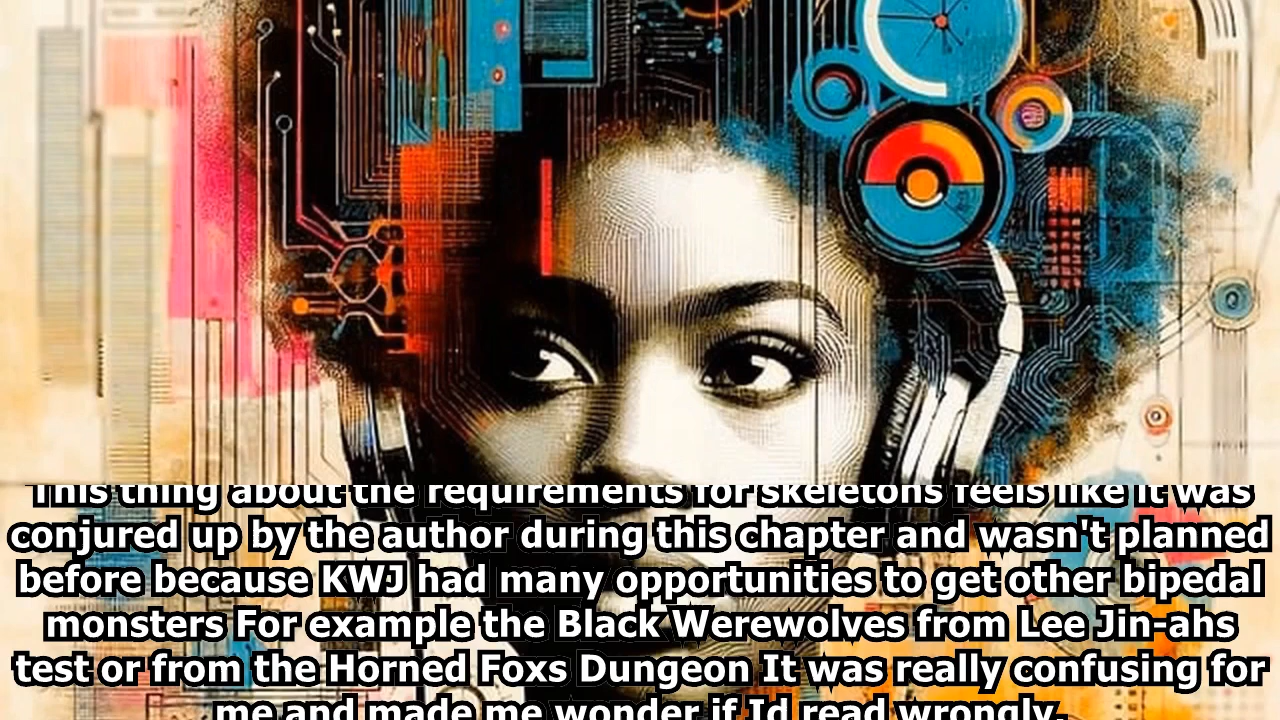 This thing about the requirements for skeletons feels like it was
conjured up by the author during this chapter and wasn't planned
before because KWJ had many opportunities to get other bipedal
monsters For example the Black Werewolves from Lee Jin-ahs
test or from the Horned Foxs Dungeon It was really confusing for
me and made me wonder if Id read wrongly.